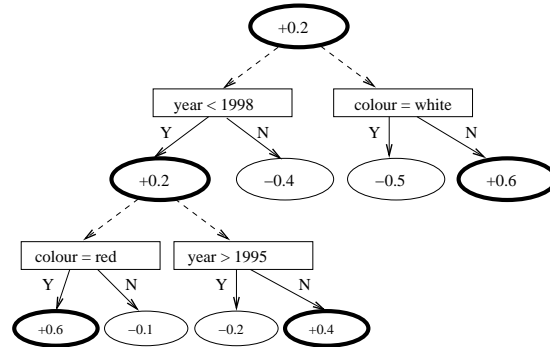 +0.2
year < 1998 colour = white
Y N Y N
+0.2 −0.4 −0.5 +0.6
colour = red year > 1995
Y N Y N
+0.6 −0.1 −0.2 +0.4